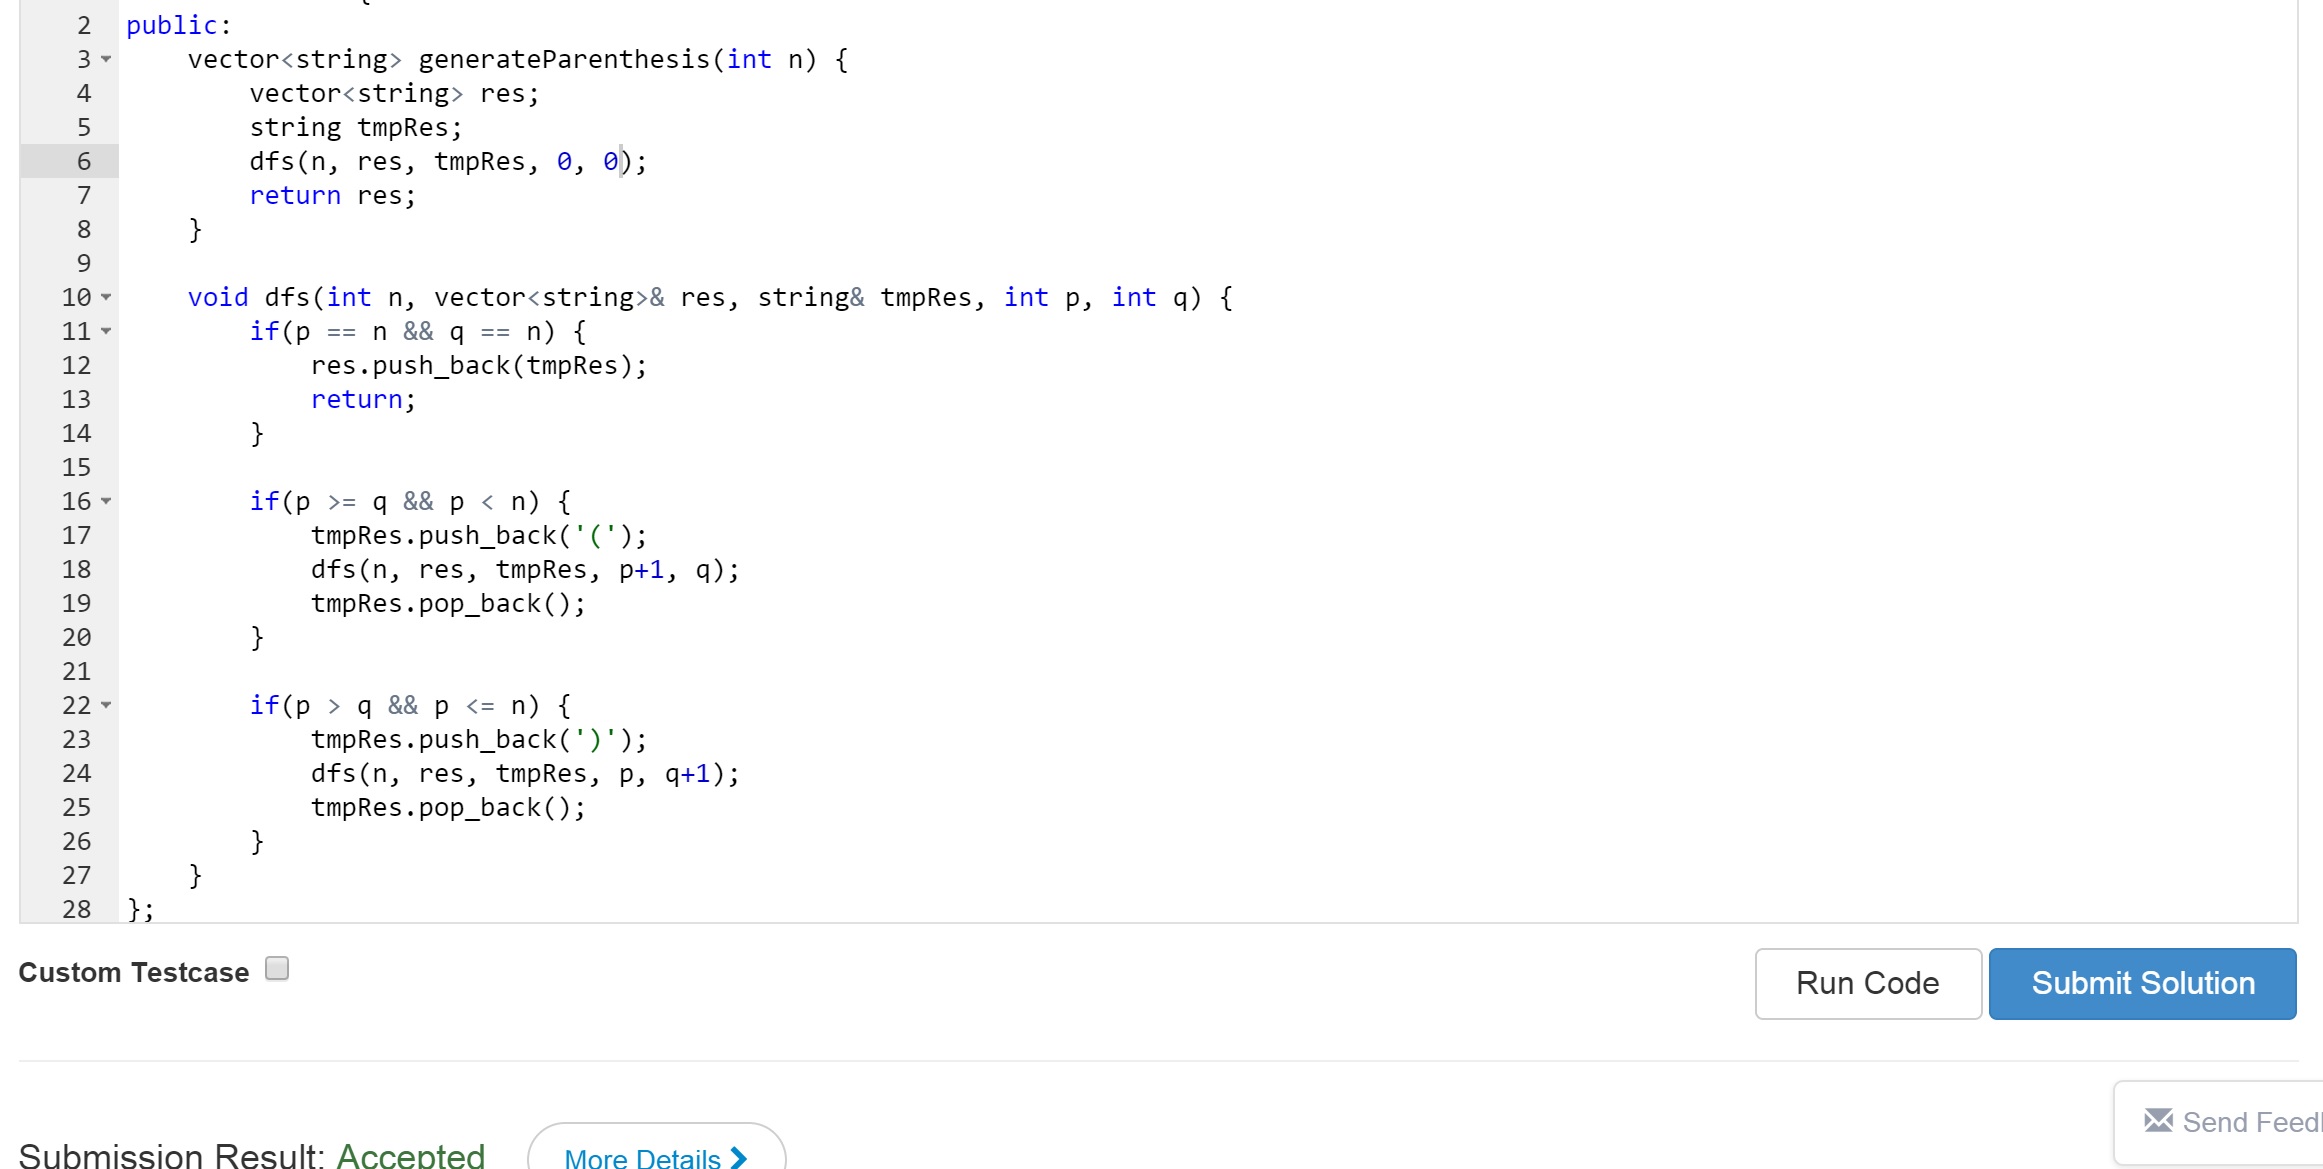 {
2 public:
3 vector<string> generateParenthesis(int n) {
4 vector<string> res;
5 string tmpRes;
6 dfs(n, res, tmpRes, 0, 0);
7 return res;
8 }
9
10 void dfs(int n, vector<string>& res, string& tmpRes, int p, int q) {
11 if(p == n && q == n) {
12 res.push_back(tmpRes);
13 return;
14 }
15
16 if(p >= q && p < n) {
17 tmpRes.push_back('(');
18 dfs(n, res, tmpRes, p+1, q);
19 tmpRes.pop_back();
20 }
21
22 if(p > q && p <= n) {
23 tmpRes.push_back(')');
24 dfs(n, res, tmpRes, p, q+1);
25 tmpRes.pop_back();
26 }
27 }
28 };
Custom Testcase
Run Code
Submit Solution
Send
Submission Result: Accepted
More Details